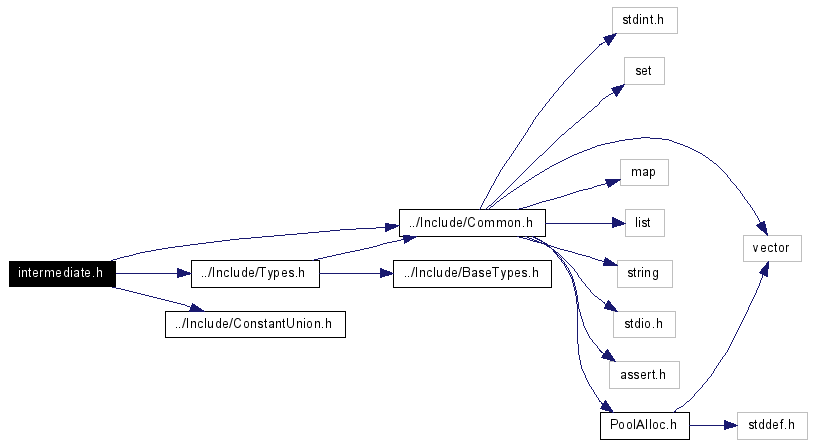 stdint.h
set
map
../Include/Common.h
list
vector
intermediate.h
../Include/Types.h
../Include/BaseTypes.h
string
../Include/ConstantUnion.h
stdio.h
assert.h
PoolAlloc.h
stddef.h